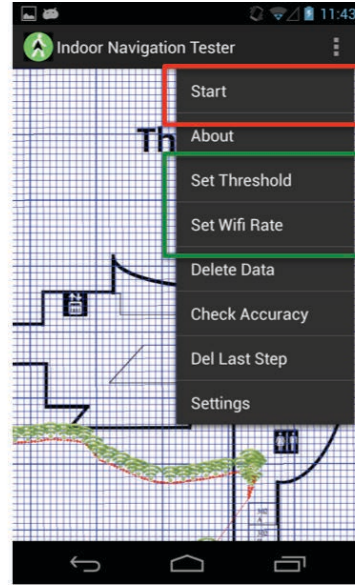 11:43
Indoor Navigation Tester
Start
Th
About
Set Threshold
Set Wifi Rate
Delete Data
Check Accuracy
Del Last Step
Settings